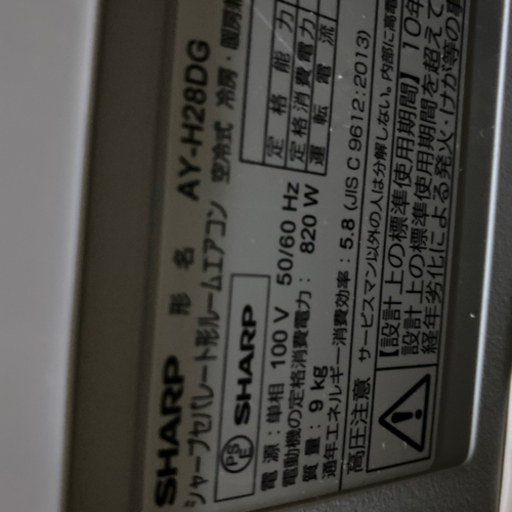 SHARP 形名 AY-H28DG
シャープセパレート形ルームエアコン 空冷式 冷房・暖房
PSE SHARP
定格能力
定格消費電力
運転電流
電源：単相 100 V 50/60 Hz
電動機の定格消費電力： 820 W
質量：9 kg
通年エネルギー消費効率：5.8 (JIS C 9612:2013)
高圧注意 サービスマン以外の人は分解しない。内部に高電
【設計上の標準使用期間】 10年
設計上の標準使用期間を超えて
経年劣化による発火・けが等の事